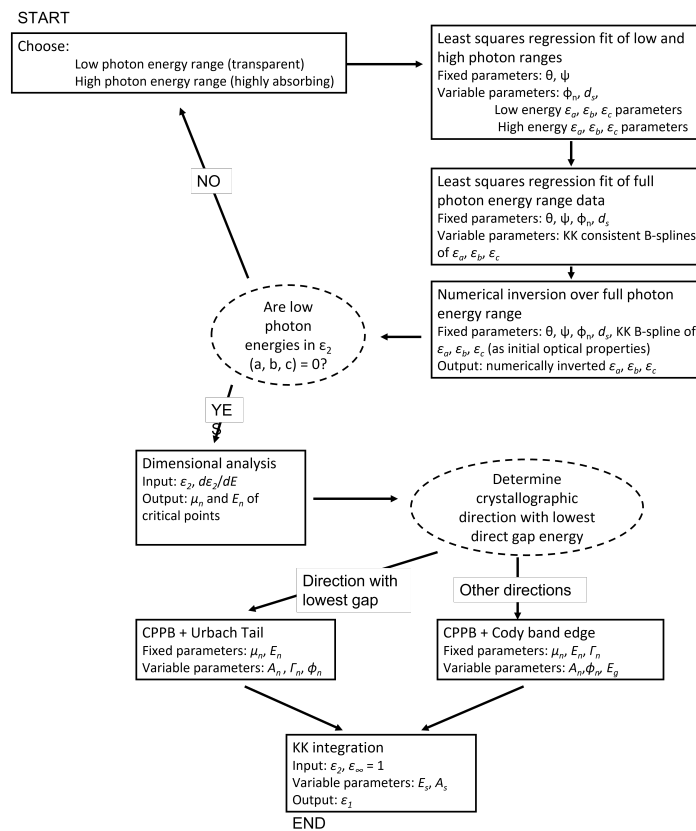 START
Choose:
Low photon energy range (transparent)
High photon energy range (highly absorbing)
Least squares regression fit of low and
high photon ranges
Fixed parameters: θ, ψ
Variable parameters: ϕn, ds,
Low energy εa, εb, εc parameters
High energy εa, εb, εc parameters
NO
Least squares regression fit of full
photon energy range data
Fixed parameters: θ, ψ, ϕn, ds
Variable parameters: KK consistent B-splines
of εa, εb, εc
Numerical inversion over full photon
energy range
Fixed parameters: θ, ψ, ϕn, ds, KK B-spline of
εa, εb, εc (as initial optical properties)
Output: numerically inverted εa, εb, εc
Are low
photon
energies in ε2
(a, b, c) = 0?
YE
S
Dimensional analysis
Input: ε2, dε2/dE
Output: μn and En of
critical points
Determine
crystallographic
direction with lowest
direct gap energy
Direction with
lowest gap
Other directions
CPPB + Urbach Tail
Fixed parameters: μn, En
Variable parameters: An, Γn, ϕn
CPPB + Cody band edge
Fixed parameters: μn, En, Γn
Variable parameters: An,ϕn, Eg
KK integration
Input: ε2, ε∞ = 1
Variable parameters: Es, As
Output: ε1
END